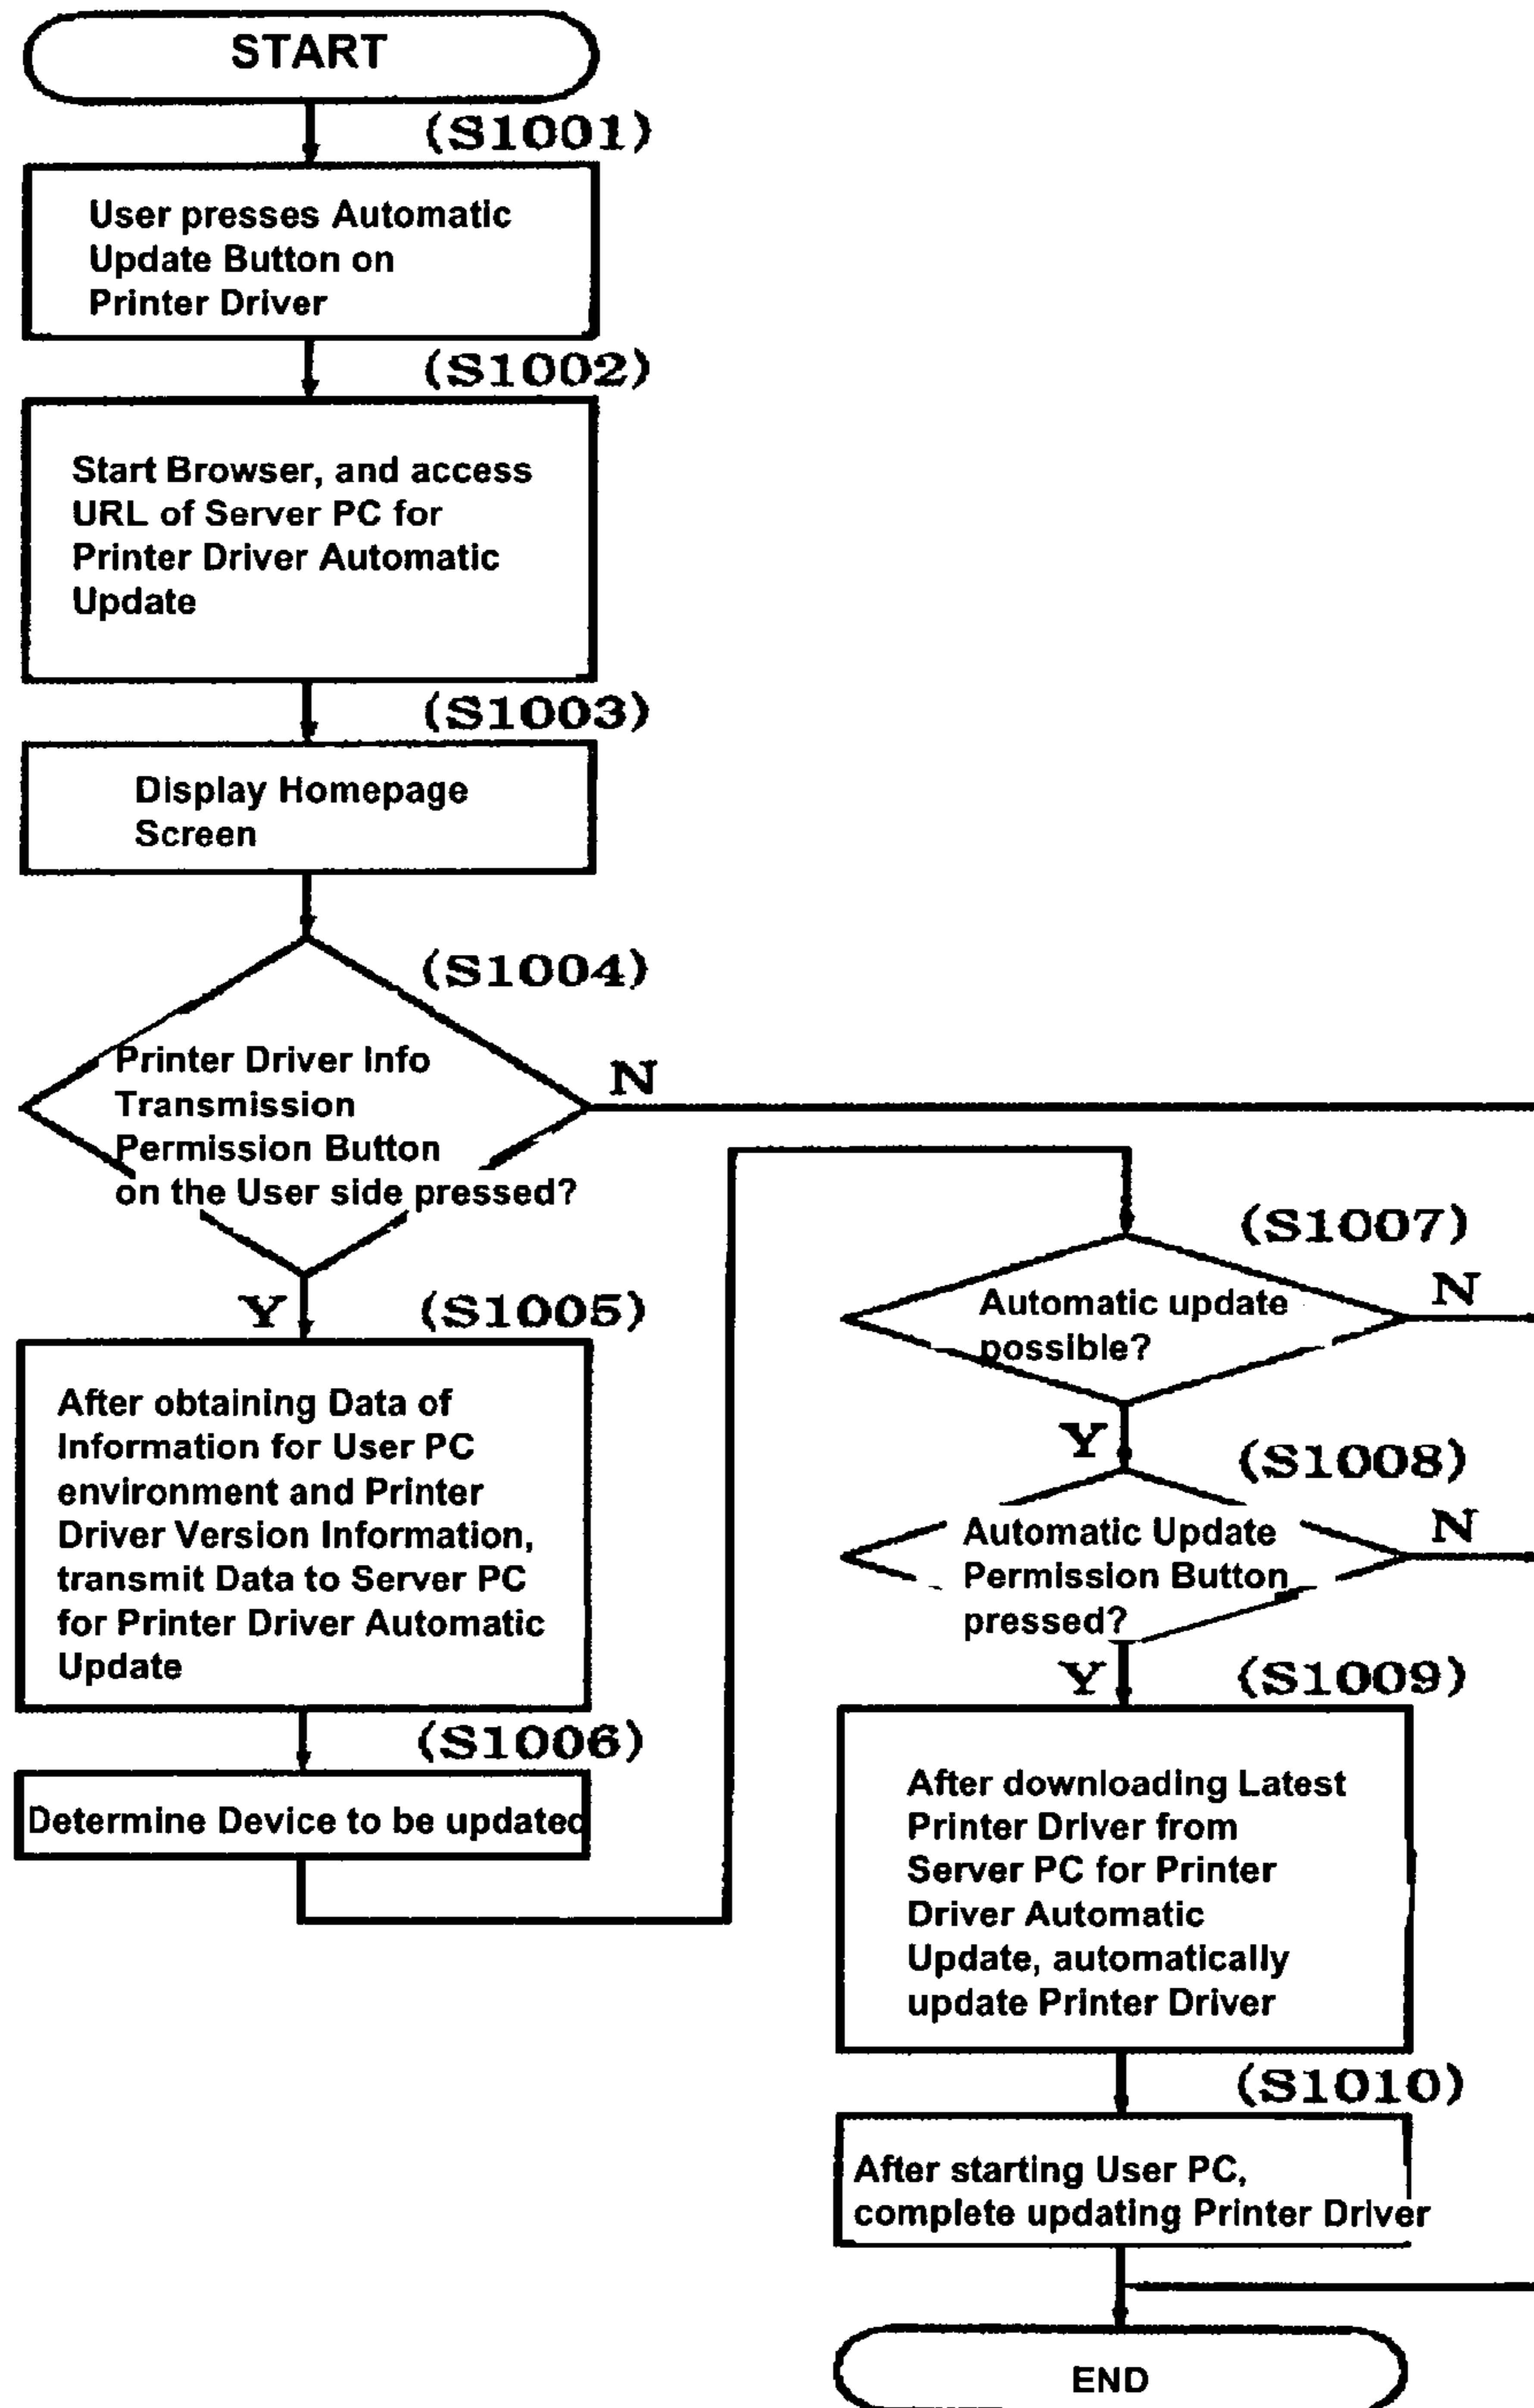 START
(S1001)
User presses Automatic
Update Button on
Printer Driver
(S1002)
Start Browser, and access
URL of Server PC for
Printer Driver Automatic
Update
(S1003)
Display Homepage
Screen
(S1004)
Printer Driver Info
Transmission
Permission Button
on the User side pressed?
N
Y
(S1005)
After obtaining Data of
Information for User PC
environment and Printer
Driver Version Information,
transmit Data to Server PC
for Printer Driver Automatic
Update
(S1006)
Determine Device to be updated
(S1007)
Automatic update
possible?
N
Y
(S1008)
Automatic Update
Permission Button
pressed?
N
Y
(S1009)
After downloading Latest
Printer Driver from
Server PC for Printer
Driver Automatic
Update, automatically
update Printer Driver
(S1010)
After starting User PC,
complete updating Printer Driver
END